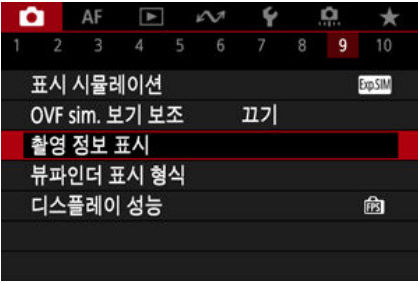 AF
1 2 3 4 5 6 7 8 9 10
표시 시뮬레이션 Exp.SIM
OVF sim. 보기 보조 끄기
촬영 정보 표시
뷰파인더 표시 형식
디스플레이 성능 FPS